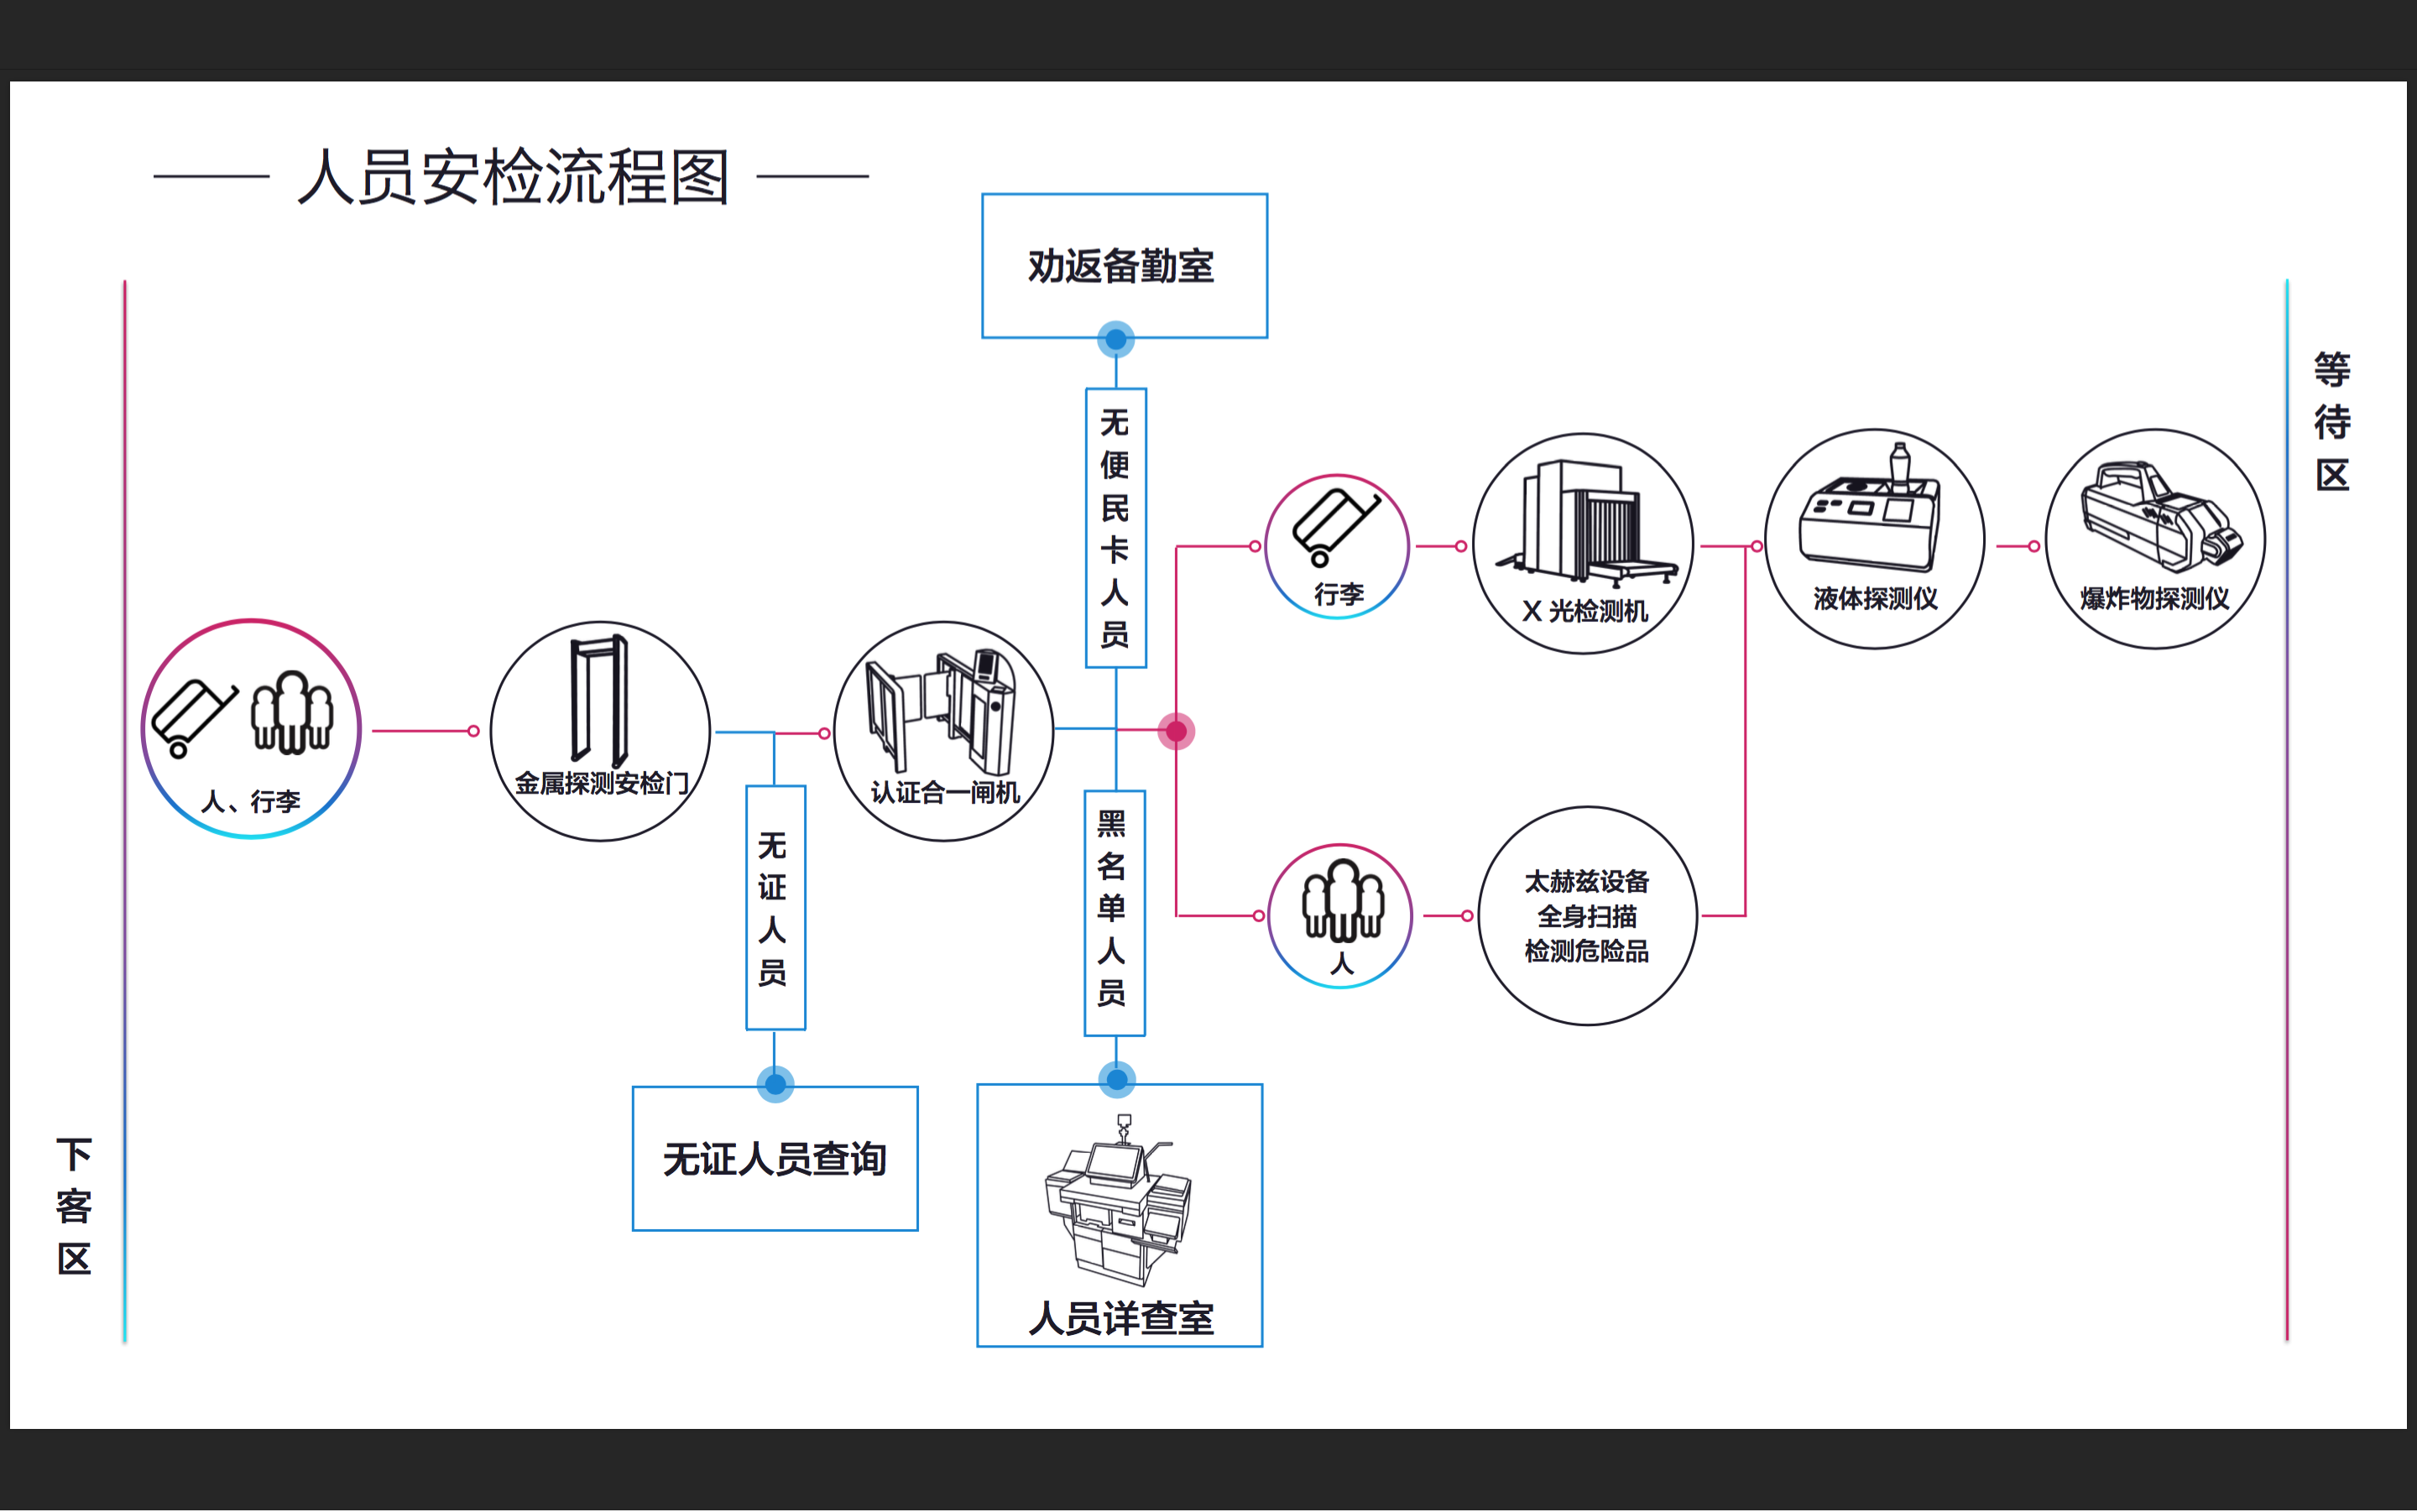 人员安检流程图
劝返备勤室
无便民卡人员
等待区
行李
X 光检测机
液体探测仪
爆炸物探测仪
人、行李
金属探测安检门
认证合一闸机
无证人员
黑名单人员
人
太赫兹设备
全身扫描
检测危险品
下客区
无证人员查询
人员详查室